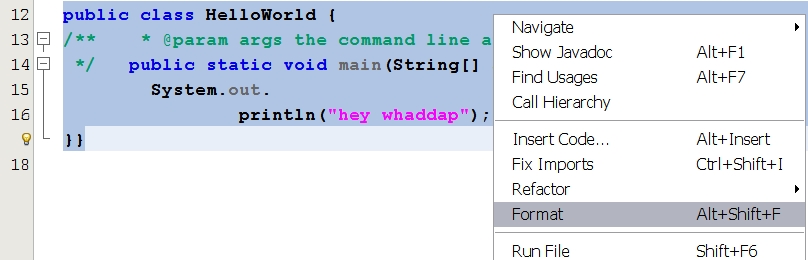 12 public class HelloWorld {
13 /** * @param args the command line a
14 */ public static void main(String[]
15 System.out.
16 println("hey whaddap");
}}
18
Navigate
Show Javadoc Alt+F1
Find Usages Alt+F7
Call Hierarchy
Insert Code... Alt+Insert
Fix Imports Ctrl+Shift+I
Refactor
Format Alt+Shift+F
Run File Shift+F6